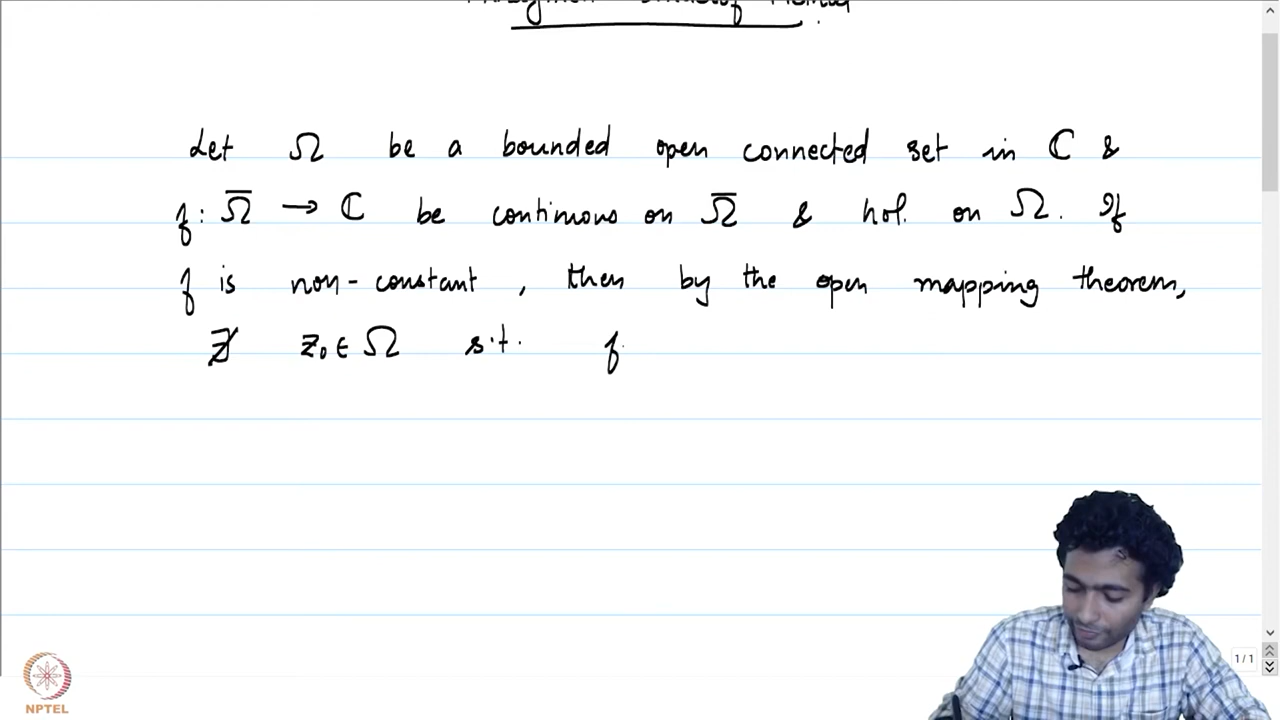 Let Ω be a bounded open connected set in ℂ &
f: Ω̅ → ℂ be continuous on Ω̅ & hol. on Ω. If
f is non-constant, then by the open mapping theorem,
∄ z₀ ∈ Ω s.t. f
1/1
NPTEL